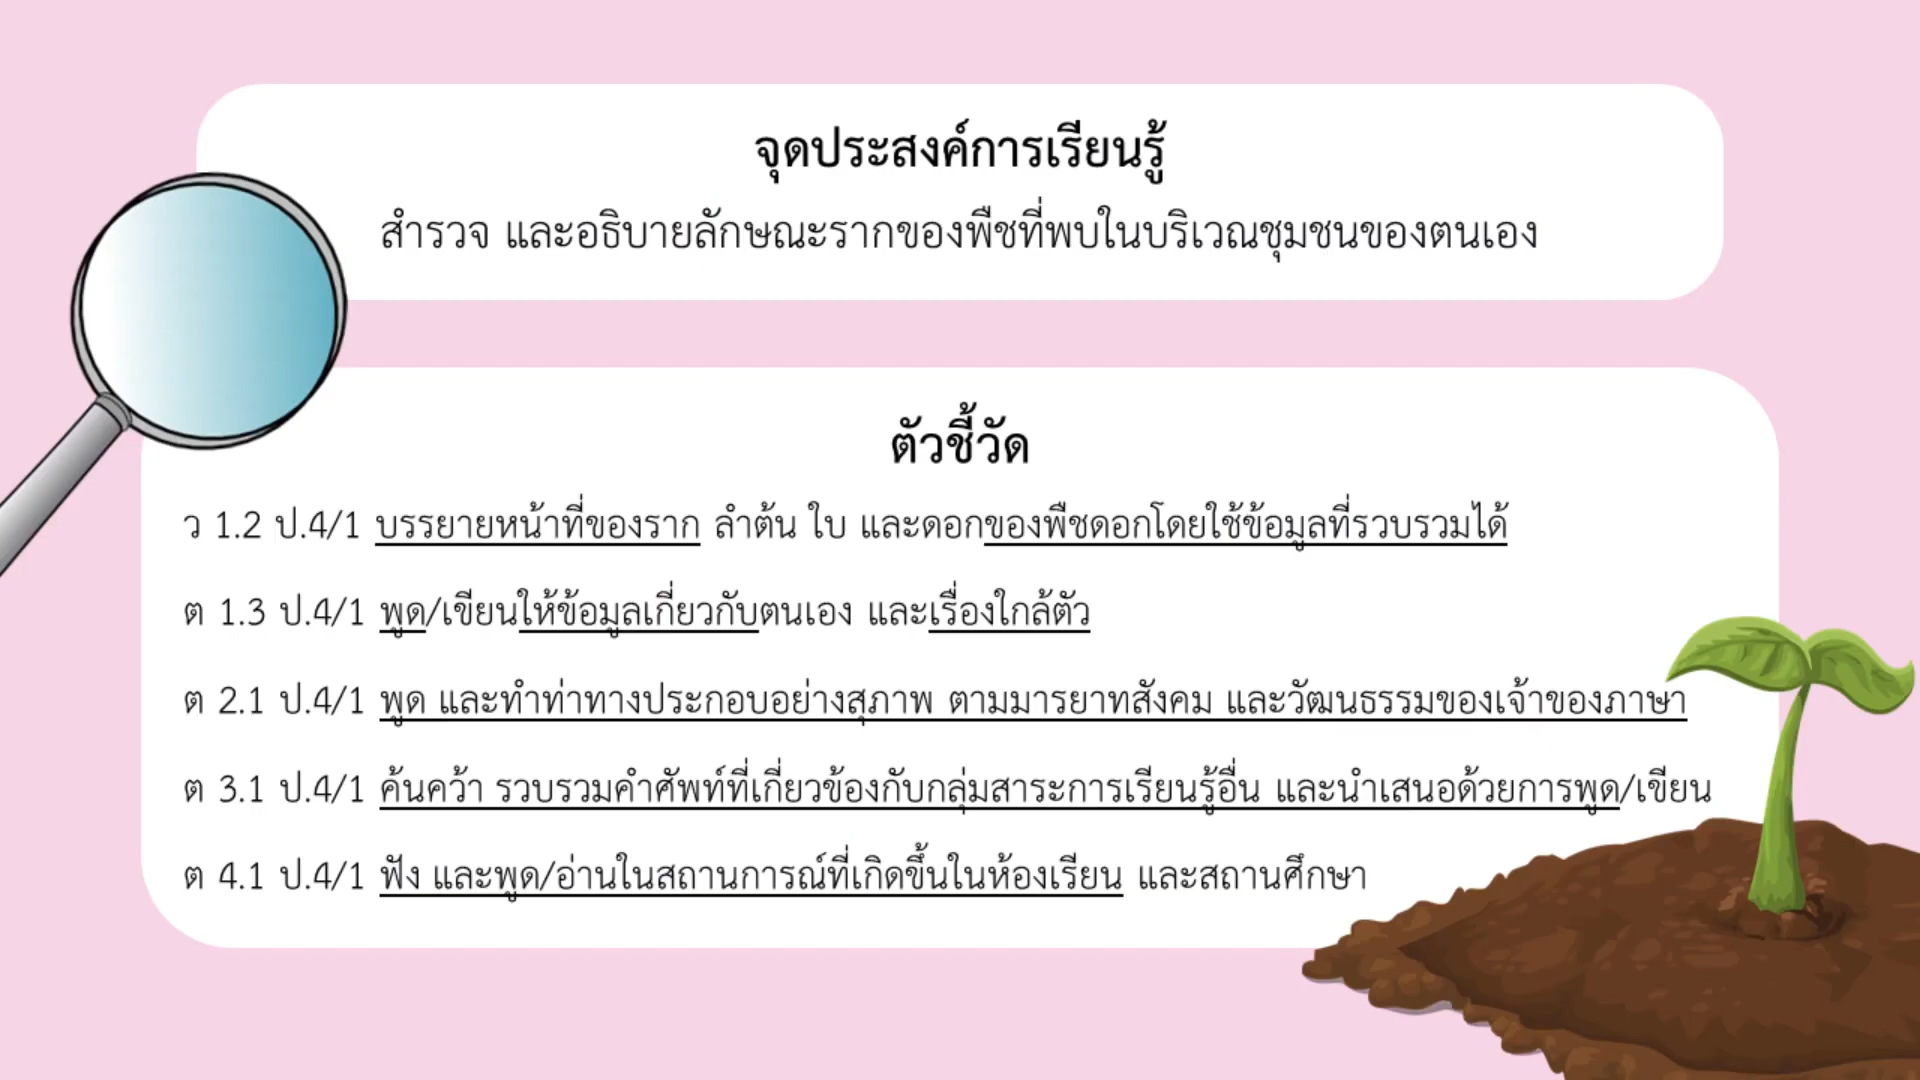 จุดประสงค์การเรียนรู้
สำรวจ และอธิบายลักษณะรากของพืชที่พบในบริเวณชุมชนของตนเอง
ตัวชี้วัด
ว 1.2 ป.4/1 บรรยายหน้าที่ของราก ลำต้น ใบ และดอกของพืชดอกโดยใช้ข้อมูลที่รวบรวมได้
ต 1.3 ป.4/1 พูด/เขียนให้ข้อมูลเกี่ยวกับตนเอง และเรื่องใกล้ตัว
ต 2.1 ป.4/1 พูด และทำท่าทางประกอบอย่างสุภาพ ตามมารยาทสังคม และวัฒนธรรมของเจ้าของภาษา
ต 3.1 ป.4/1 ค้นคว้า รวบรวมคำศัพท์ที่เกี่ยวข้องกับกลุ่มสาระการเรียนรู้อื่น และนำเสนอด้วยการพูด/เขียน
ต 4.1 ป.4/1 ฟัง และพูด/อ่านในสถานการณ์ที่เกิดขึ้นในห้องเรียน และสถานศึกษา